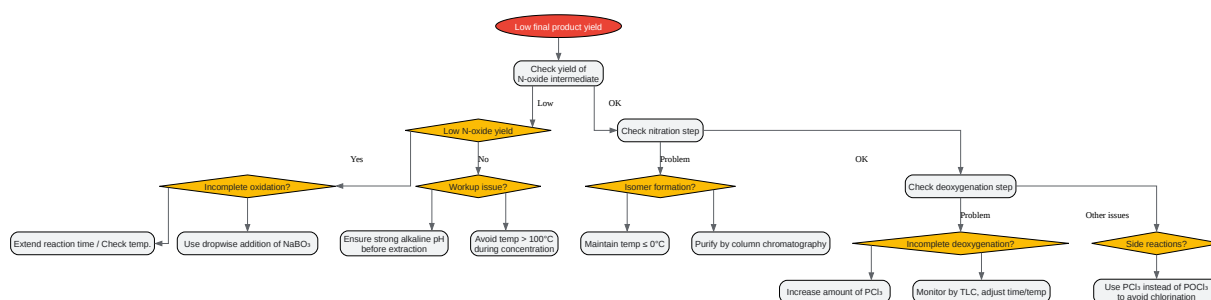 Low final product yield
Check yield of
N-oxide intermediate
Low
OK
Low N-oxide yield
Check nitration step
Yes
No
Problem
OK
Incomplete oxidation?
Workup issue?
Isomer formation?
Check deoxygenation step
Problem
Other issues
Extend reaction time / Check temp.
Use dropwise addition of NaBO₃
Ensure strong alkaline pH
before extraction
Avoid temp > 100°C
during concentration
Maintain temp ≤ 0°C
Purify by column chromatography
Incomplete deoxygenation?
Side reactions?
Increase amount of PCl₃
Monitor by TLC, adjust time/temp
Use PCl₃ instead of POCl₃
to avoid chlorination